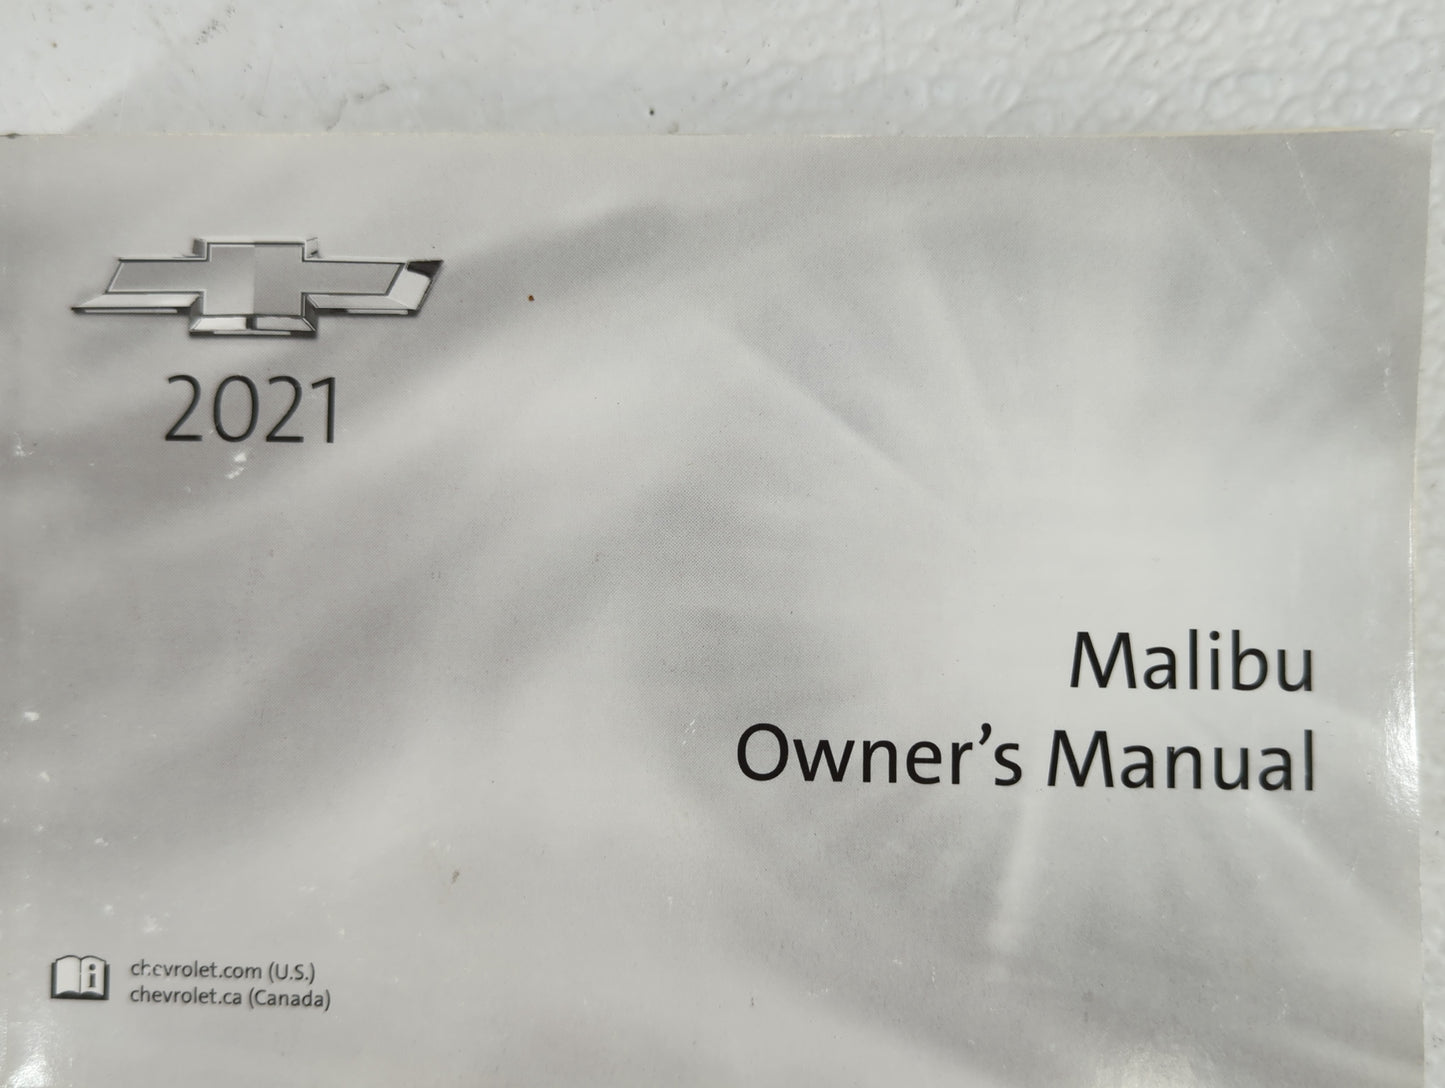 2021
Malibu
Owner's Manual
chevrolet.com (U.S.)
chevrolet.ca (Canada)